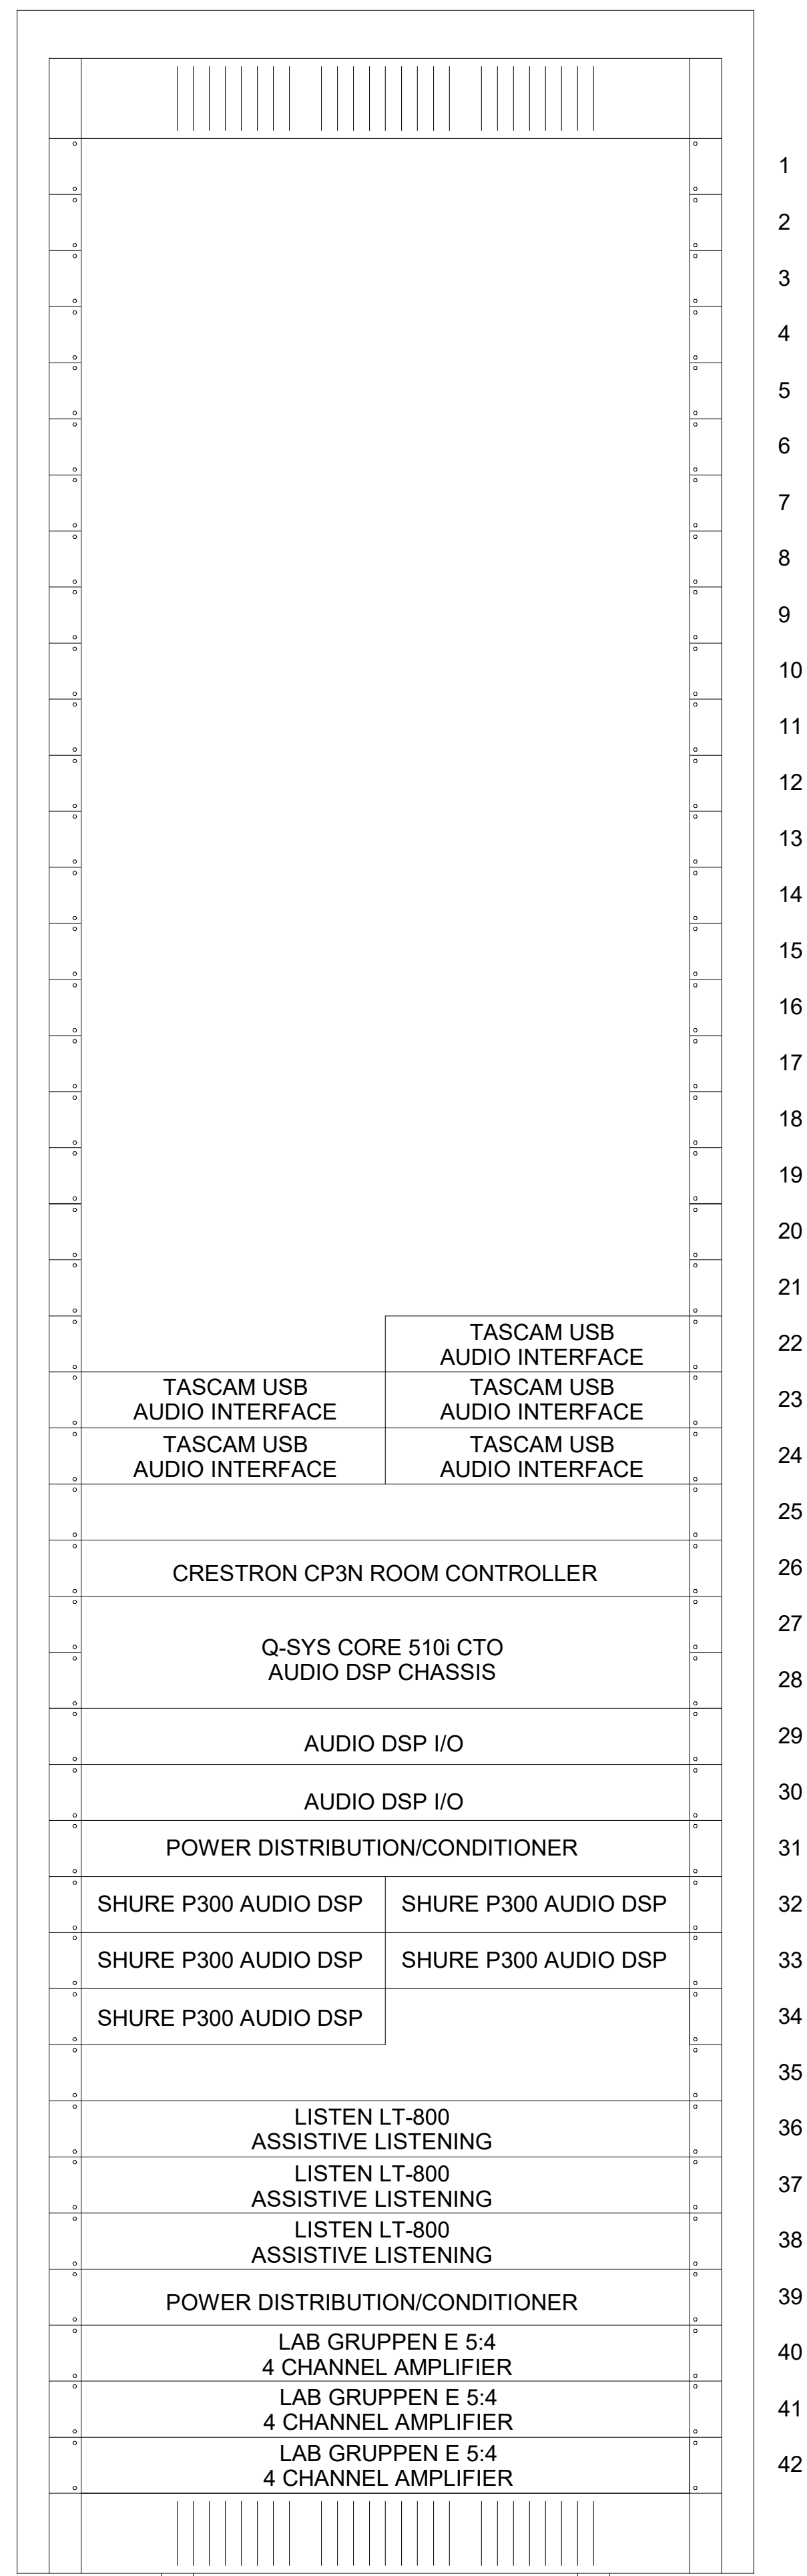 1
2
3
4
5
6
7
8
9
10
11
12
13
14
15
16
17
18
19
20
21
TASCAM USB
AUDIO INTERFACE
22
TASCAM USB
AUDIO INTERFACE
TASCAM USB
AUDIO INTERFACE
23
TASCAM USB
AUDIO INTERFACE
TASCAM USB
AUDIO INTERFACE
24
25
CRESTRON CP3N ROOM CONTROLLER
26
27
Q-SYS CORE 510i CTO
AUDIO DSP CHASSIS
28
AUDIO DSP I/O
29
AUDIO DSP I/O
30
POWER DISTRIBUTION/CONDITIONER
31
SHURE P300 AUDIO DSP
SHURE P300 AUDIO DSP
32
SHURE P300 AUDIO DSP
SHURE P300 AUDIO DSP
33
SHURE P300 AUDIO DSP
34
35
LISTEN LT-800
ASSISTIVE LISTENING
36
LISTEN LT-800
ASSISTIVE LISTENING
37
LISTEN LT-800
ASSISTIVE LISTENING
38
POWER DISTRIBUTION/CONDITIONER
39
LAB GRUPPEN E 5:4
4 CHANNEL AMPLIFIER
40
LAB GRUPPEN E 5:4
4 CHANNEL AMPLIFIER
41
LAB GRUPPEN E 5:4
4 CHANNEL AMPLIFIER
42